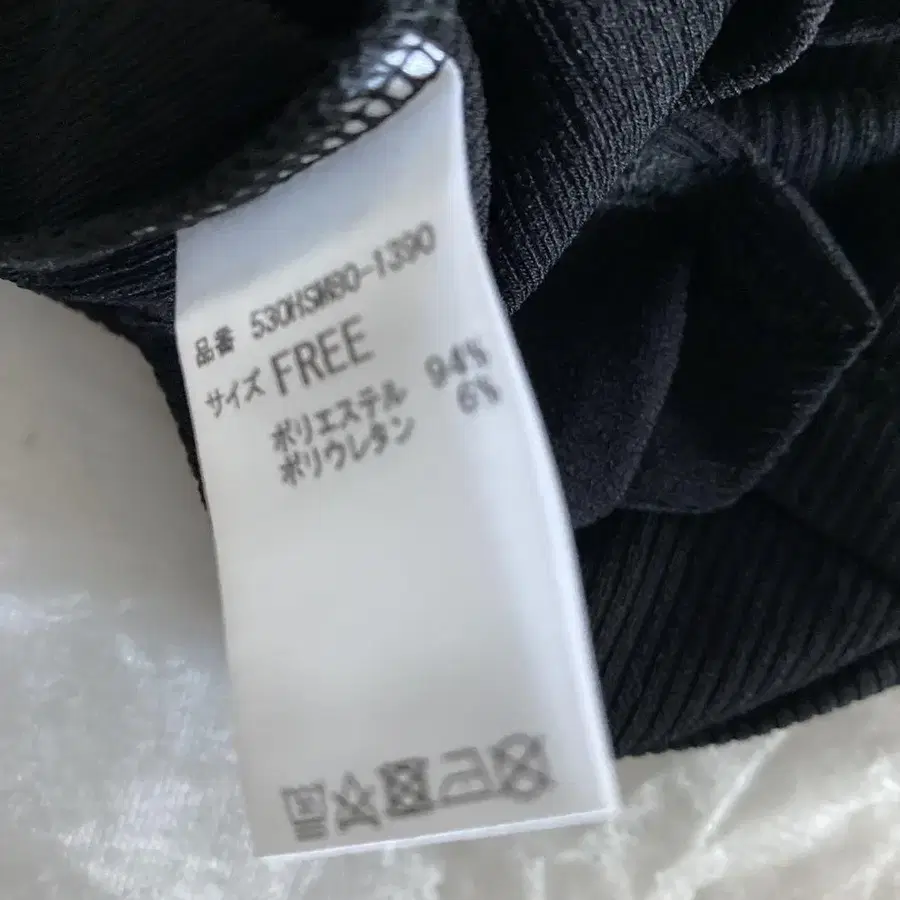 品番 530HSW80-1390
サイズ FREE
ポリエステル 94%
ポリウレタン 6%